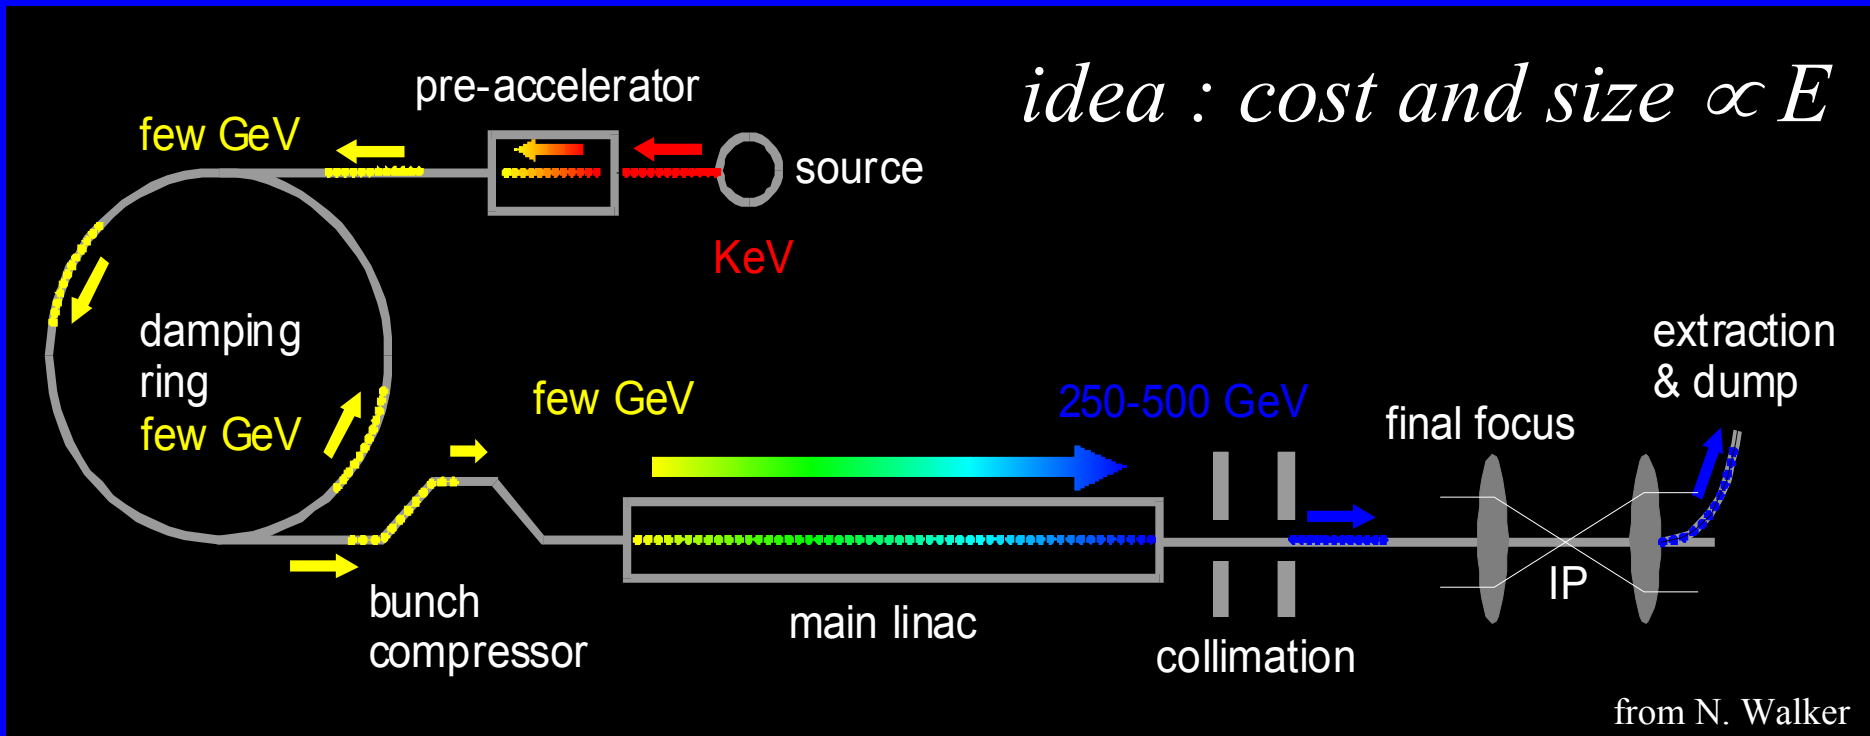 idea : cost and size ∝ E
pre-accelerator
few GeV
source
KeV
damping
ring
few GeV
few GeV
250-500 GeV
extraction
& dump
final focus
IP
bunch
compressor
main linac
collimation
from N. Walker